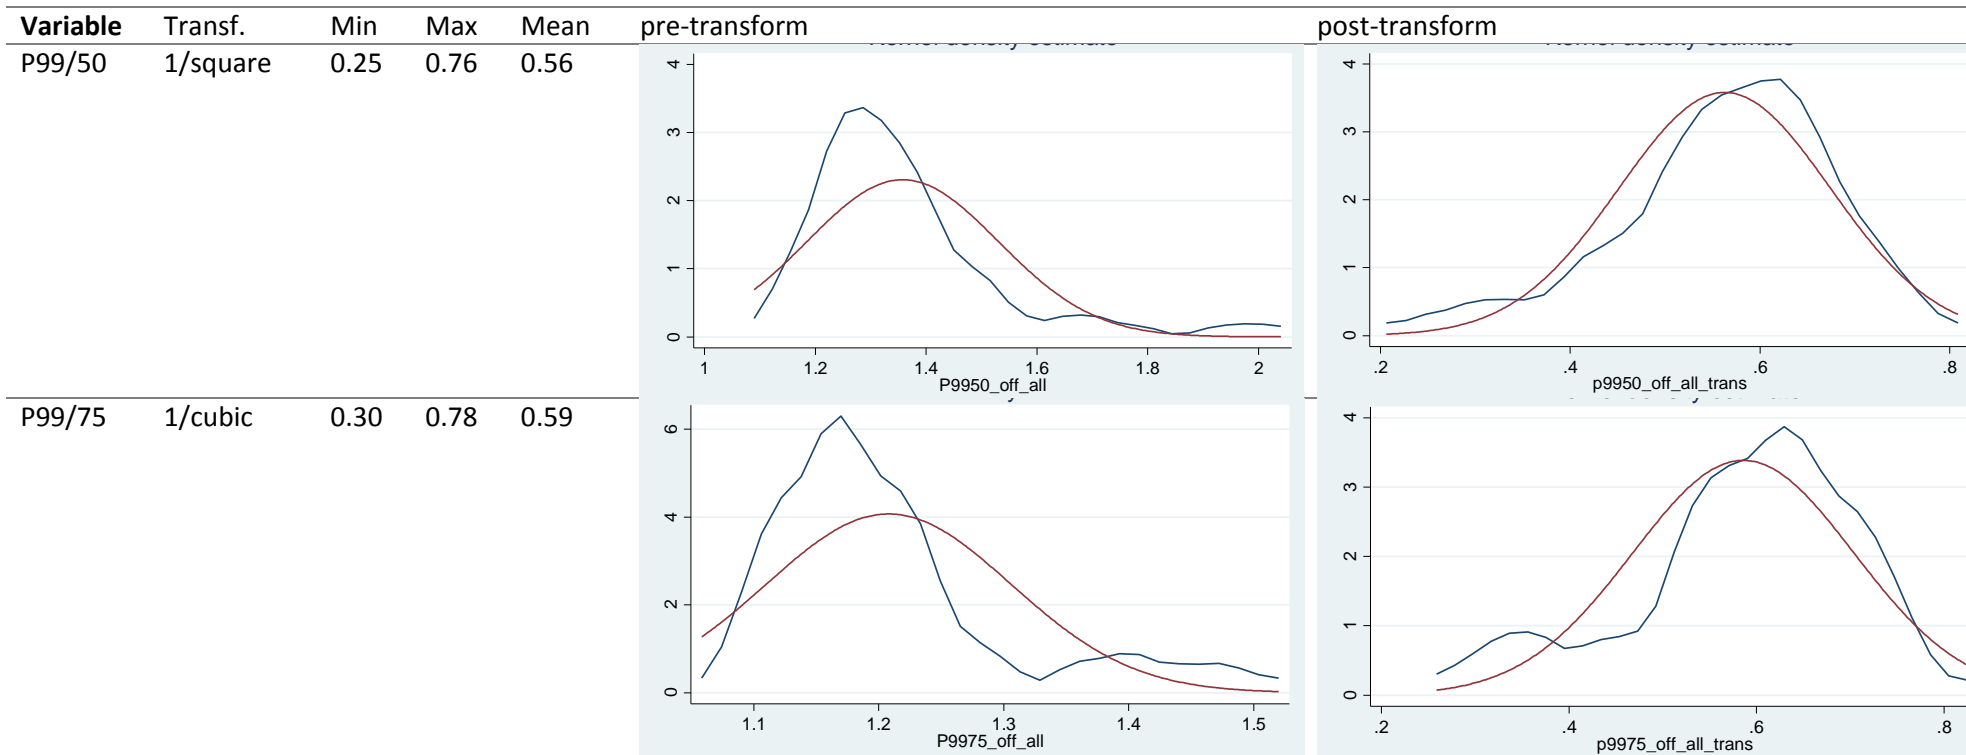 Variable Transf. Min Max Mean pre-transform post-transform
P99/50 1/square 0.25 0.76 0.56
4
3
2
1
0
1 1.2 1.4 1.6 1.8 2
P9950_off_all
4
3
2
1
0
.2 .4 .6 .8
p9950_off_all_trans
P99/75 1/cubic 0.30 0.78 0.59
6
4
2
0
1.1 1.2 1.3 1.4 1.5
P9975_off_all
4
3
2
1
0
.2 .4 .6 .8
p9975_off_all_trans